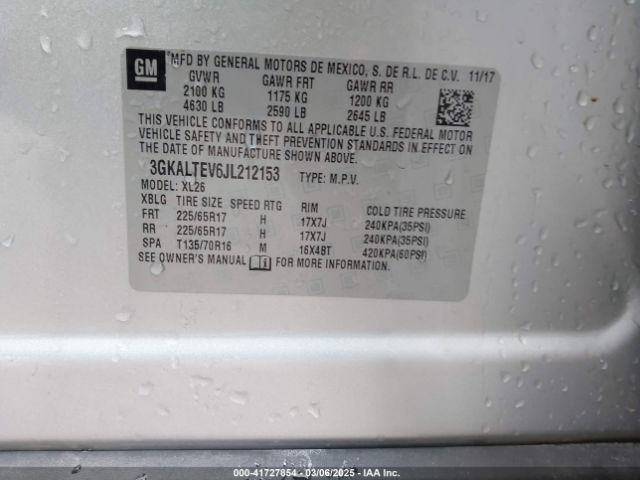 GM
MFD BY GENERAL MOTORS DE MEXICO, S. DE R.L. DE C.V. 11/17
GVWR GAWR FRT GAWR RR
2100 KG 1175 KG 1200 KG
4630 LB 2590 LB 2645 LB
THIS VEHICLE CONFORMS TO ALL APPLICABLE U.S. FEDERAL MOTOR
VEHICLE SAFETY AND THEFT PREVENTION STANDARDS IN EFFECT ON
THE DATE OF MANUFACTURE SHOWN ABOVE.
3GKALTEV6JL212153 TYPE: M.P.V.
MODEL: XL26
XBLG TIRE SIZE SPEED RTG RIM COLD TIRE PRESSURE
FRT 225/65R17 H 17X7J 240KPA(35PSI)
RR 225/65R17 H 17X7J 240KPA(35PSI)
SPA T135/70R16 M 16X4BT 420KPA(60PSI)
SEE OWNER'S MANUAL FOR MORE INFORMATION.
000-41727854 - 03/06/2025 - IAA Inc.